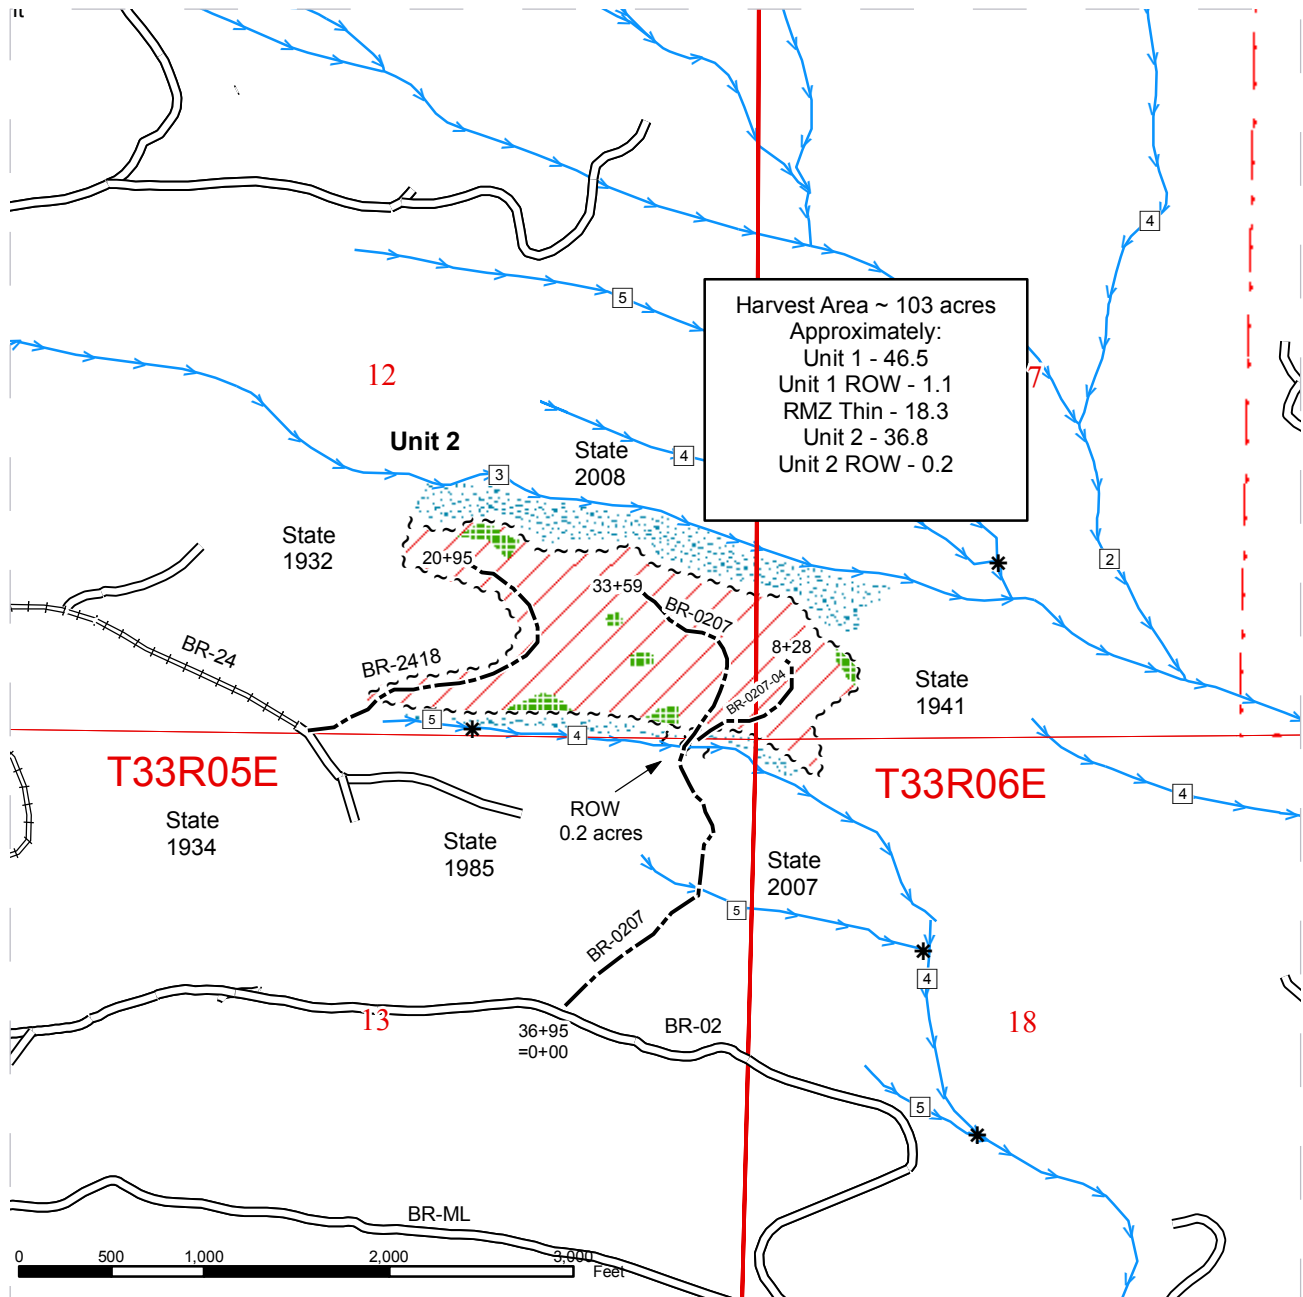 4
5
Harvest Area ~ 103 acres
Approximately:
Unit 1 - 46.5
Unit 1 ROW - 1.1
RMZ Thin - 18.3
Unit 2 - 36.8
Unit 2 ROW - 0.2
12
7
Unit 2
State
2008
4
3
State
1932
20+95
33+59
BR-0207
2
BR-24
BR-2418
8+28
BR-0207-04
State
1941
5
4
T33R05E
T33R06E
4
ROW
0.2 acres
State
1934
State
1985
State
2007
5
BR-0207
4
13
36+95
=0+00
BR-02
18
5
BR-ML
0
500
1,000
2,000
3,000
Feet